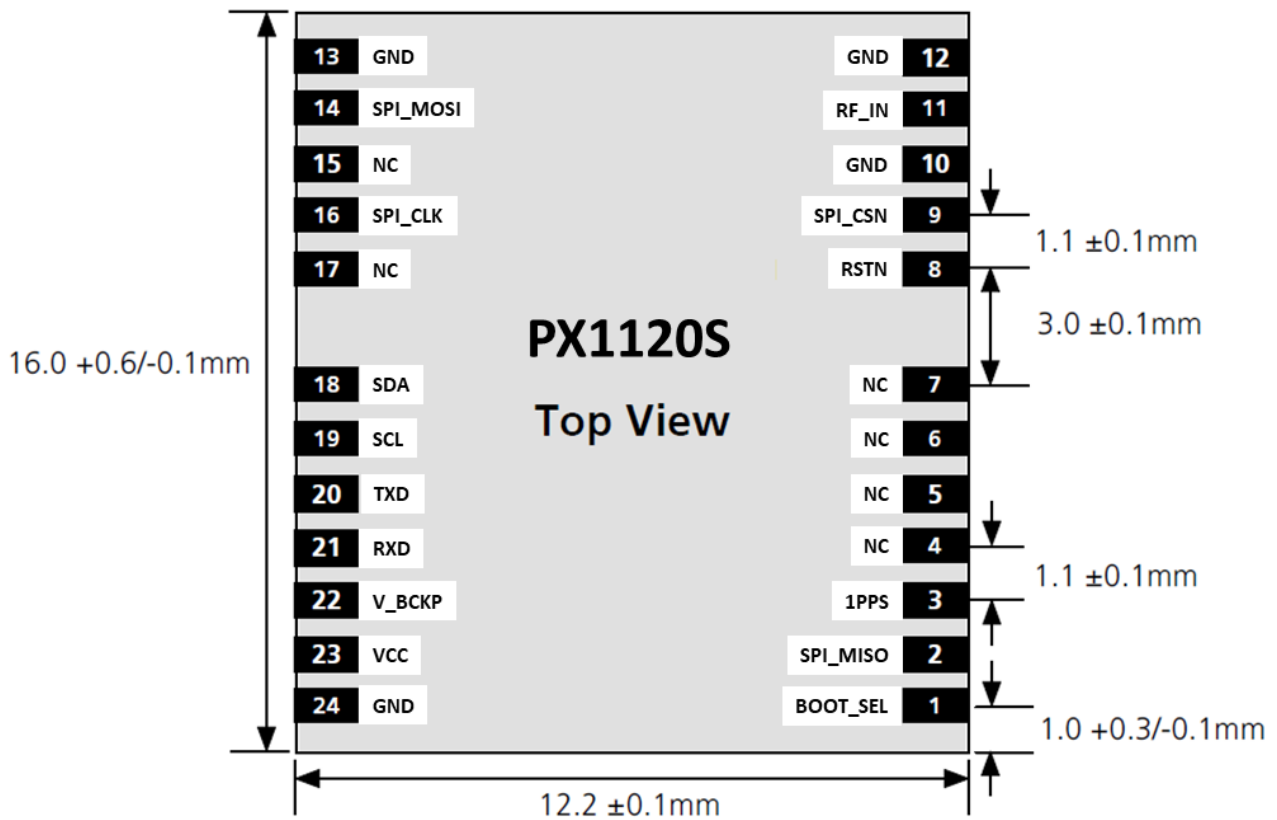 13 GND GND 12
14 SPI_MOSI RF_IN 11
15 NC GND 10
16 SPI_CLK SPI_CSN 9
1.1 ±0.1mm
17 NC RSTN 8
3.0 ±0.1mm
PX1120S
16.0 +0.6/-0.1mm
18 SDA NC 7
Top View
19 SCL NC 6
20 TXD NC 5
21 RXD NC 4
1.1 ±0.1mm
22 V_BCKP 1PPS 3
23 VCC SPI_MISO 2
24 GND BOOT_SEL 1
1.0 +0.3/-0.1mm
12.2 ±0.1mm